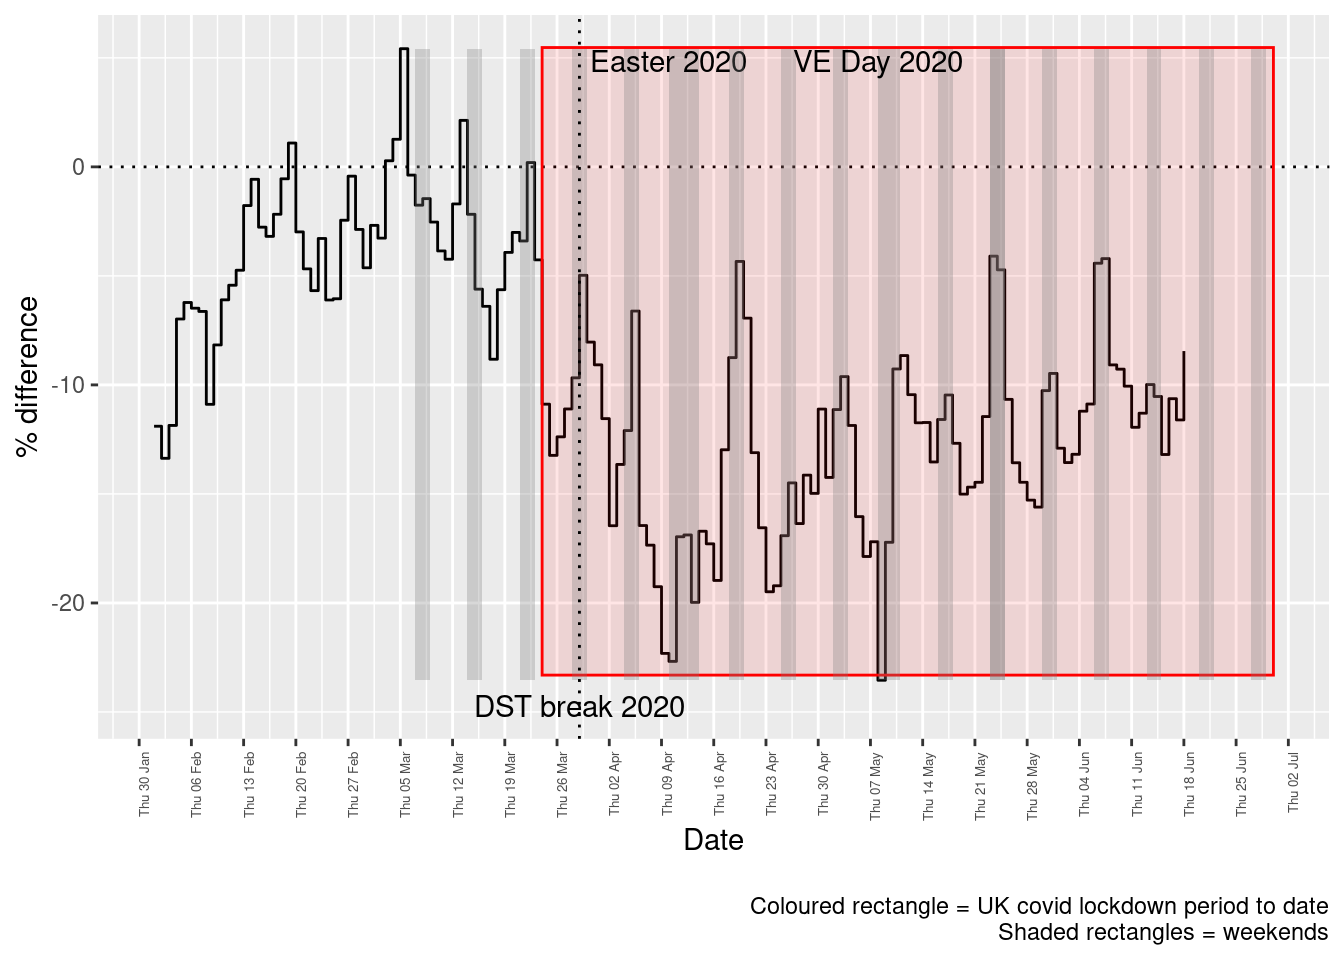 Easter 2020
VE Day 2020
0
-10
-20
% difference
DST break 2020
Thu 30 Jan
Thu 06 Feb
Thu 13 Feb
Thu 20 Feb
Thu 27 Feb
Thu 05 Mar
Thu 12 Mar
Thu 19 Mar
Thu 26 Mar
Thu 02 Apr
Thu 09 Apr
Thu 16 Apr
Thu 23 Apr
Thu 30 Apr
Thu 07 May
Thu 14 May
Thu 21 May
Thu 28 May
Thu 04 Jun
Thu 11 Jun
Thu 18 Jun
Thu 25 Jun
Thu 02 Jul
Date
Coloured rectangle = UK covid lockdown period to date
Shaded rectangles = weekends